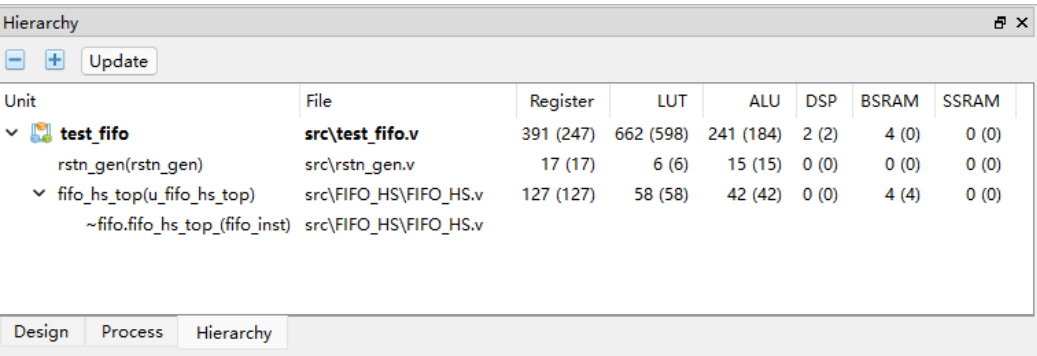 Hierarchy
Update
Unit File Register LUT ALU DSP BSRAM SSRAM
test_fifo src\test_fifo.v 391 (247) 662 (598) 241 (184) 2 (2) 4 (0) 0 (0)
rstn_gen(rstn_gen) src\rstn_gen.v 17 (17) 6 (6) 15 (15) 0 (0) 0 (0) 0 (0)
fifo_hs_top(u_fifo_hs_top) src\FIFO_HS\FIFO_HS.v 127 (127) 58 (58) 42 (42) 0 (0) 4 (4) 0 (0)
~fifo.fifo_hs_top_(fifo_inst) src\FIFO_HS\FIFO_HS.v
Design Process Hierarchy